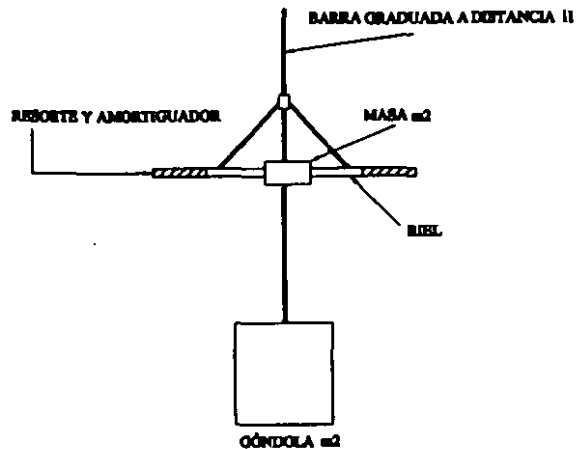 BARRA GRADUADA A DISTANCIA l1
RESORTE Y AMORTIGUADOR
MASA m2
RIEL
GÓNDOLA m2